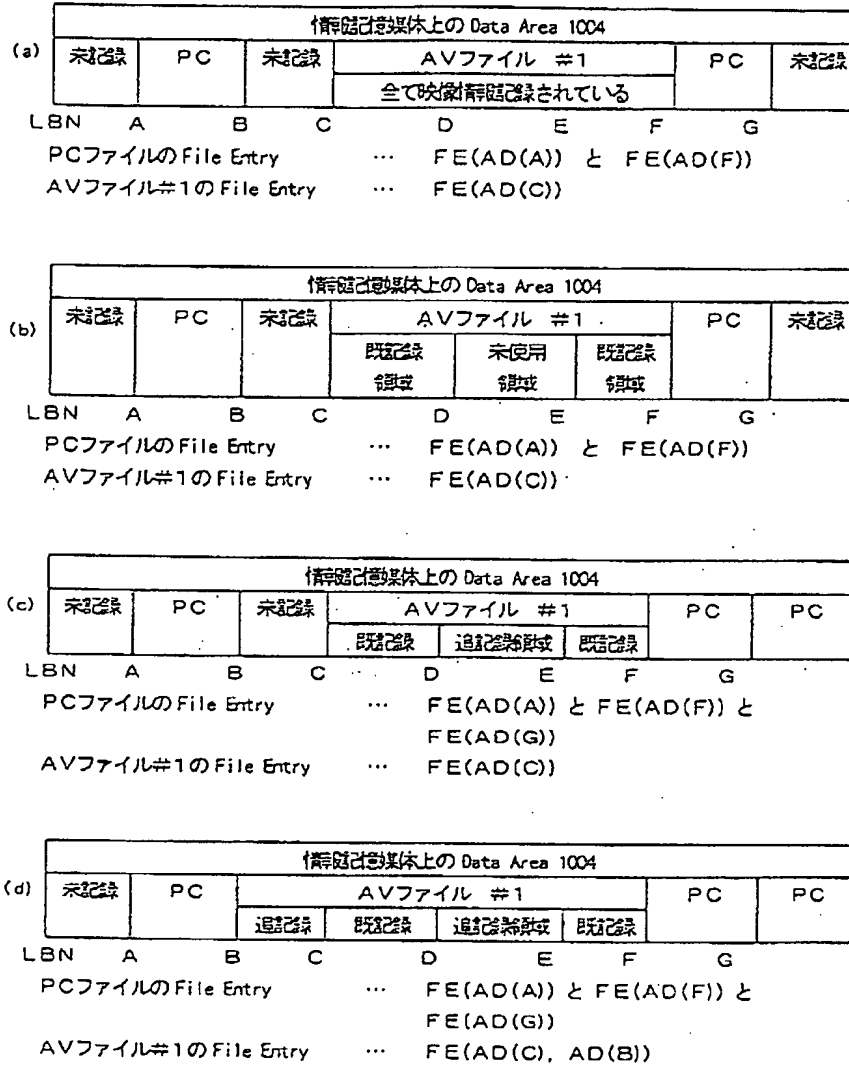 情報記憶媒体上の Data Area 1004
(a) 未記録 PC 未記録 AVファイル #1 PC 未記録
全て映像情報記録されている
LBN A B C D E F G
PCファイルの File Entry … FE(AD(A)) と FE(AD(F))
AVファイル#1の File Entry … FE(AD(C))
情報記憶媒体上の Data Area 1004
(b) 未記録 PC 未記録 AVファイル #1 PC 未記録
既記録 未使用 既記録
領域 領域 領域
LBN A B C D E F G
PCファイルの File Entry … FE(AD(A)) と FE(AD(F))
AVファイル#1の File Entry … FE(AD(C))
情報記憶媒体上の Data Area 1004
(c) 未記録 PC 未記録 AVファイル #1 PC PC
既記録 追記録領域 既記録
LBN A B C D E F G
PCファイルの File Entry … FE(AD(A)) と FE(AD(F)) と
FE(AD(G))
AVファイル#1の File Entry … FE(AD(C))
情報記憶媒体上の Data Area 1004
(d) 未記録 PC AVファイル #1 PC PC
追記録 既記録 追記録領域 既記録
LBN A B C D E F G
PCファイルの File Entry … FE(AD(A)) と FE(AD(F)) と
FE(AD(G))
AVファイル#1の File Entry … FE(AD(C), AD(B))